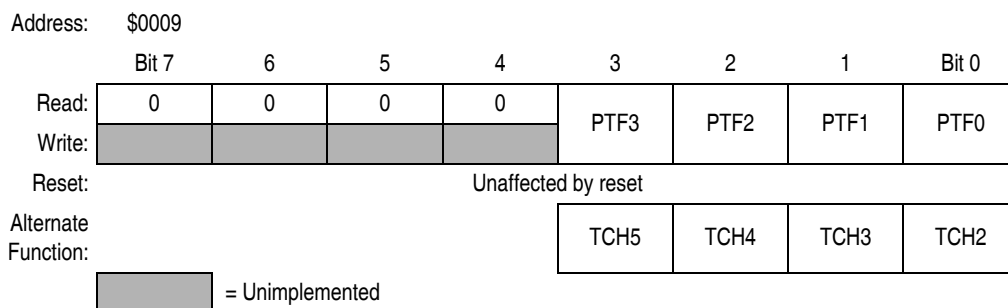 Address: $0009
Bit 7 6 5 4 3 2 1 Bit 0
Read: 0 0 0 0 PTF3 PTF2 PTF1 PTF0
Write:
Reset: Unaffected by reset
Alternate
Function: TCH5 TCH4 TCH3 TCH2
= Unimplemented